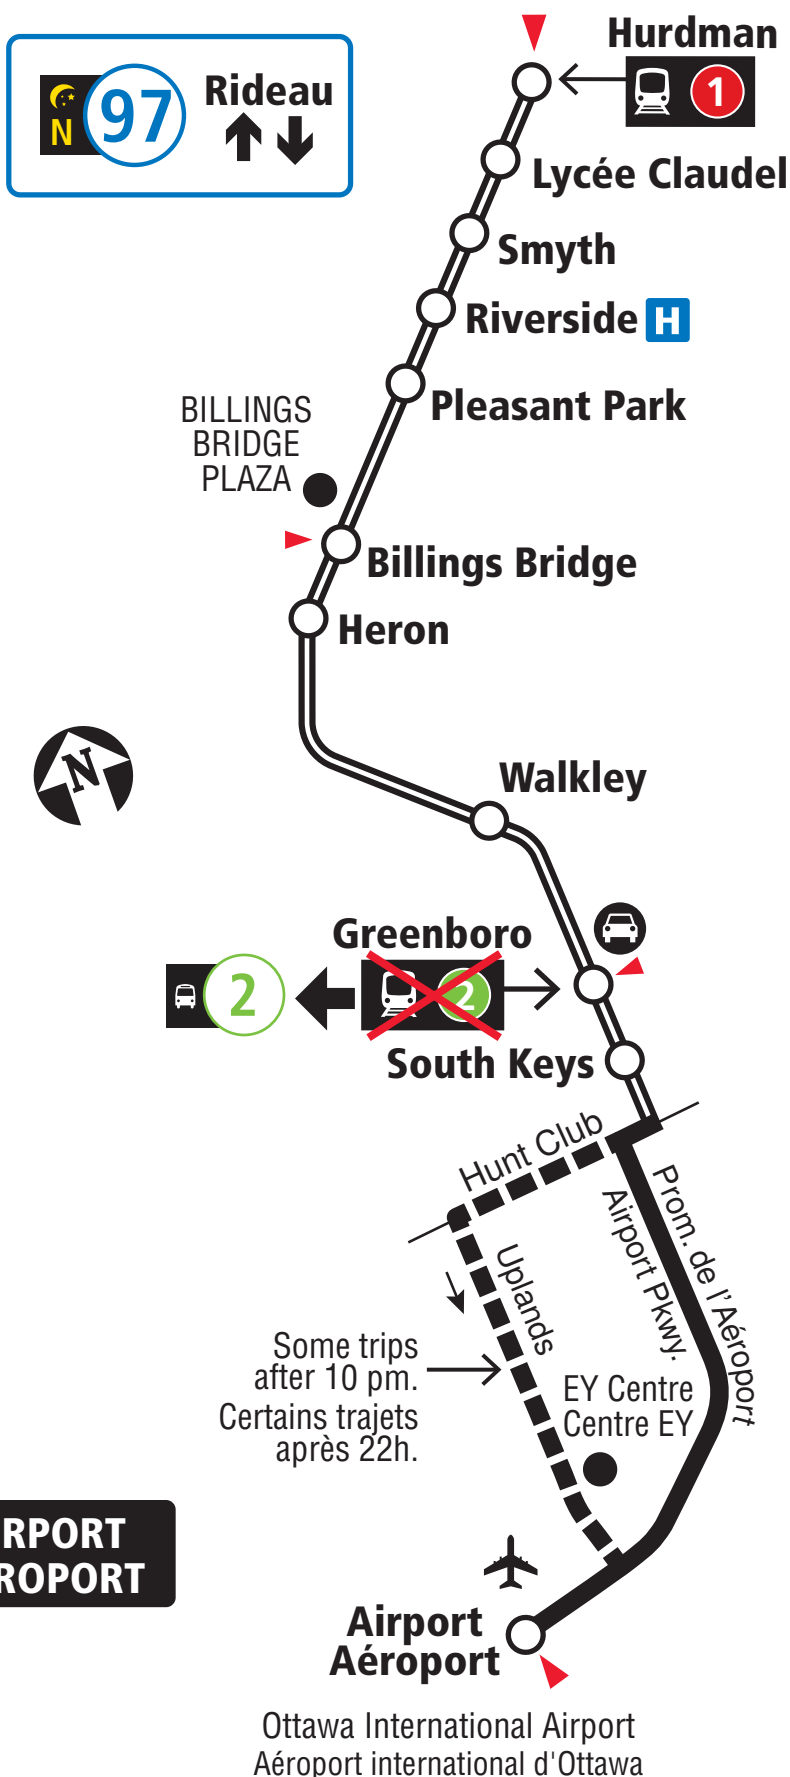 Hurdman
1
N
97
Rideau
Lycée Claudel
Smyth
Riverside H
Pleasant Park
BILLINGS
BRIDGE
PLAZA
Billings Bridge
Heron
N
Walkley
Greenboro
2
2
South Keys
Hunt Club
Prom. de l'Aéroport
Airport Pkwy.
Uplands
Some trips
after 10 pm.
Certains trajets
après 22h.
EY Centre
Centre EY
RPORT
ROPORT
Airport
Aéroport
Ottawa International Airport
Aéroport international d'Ottawa